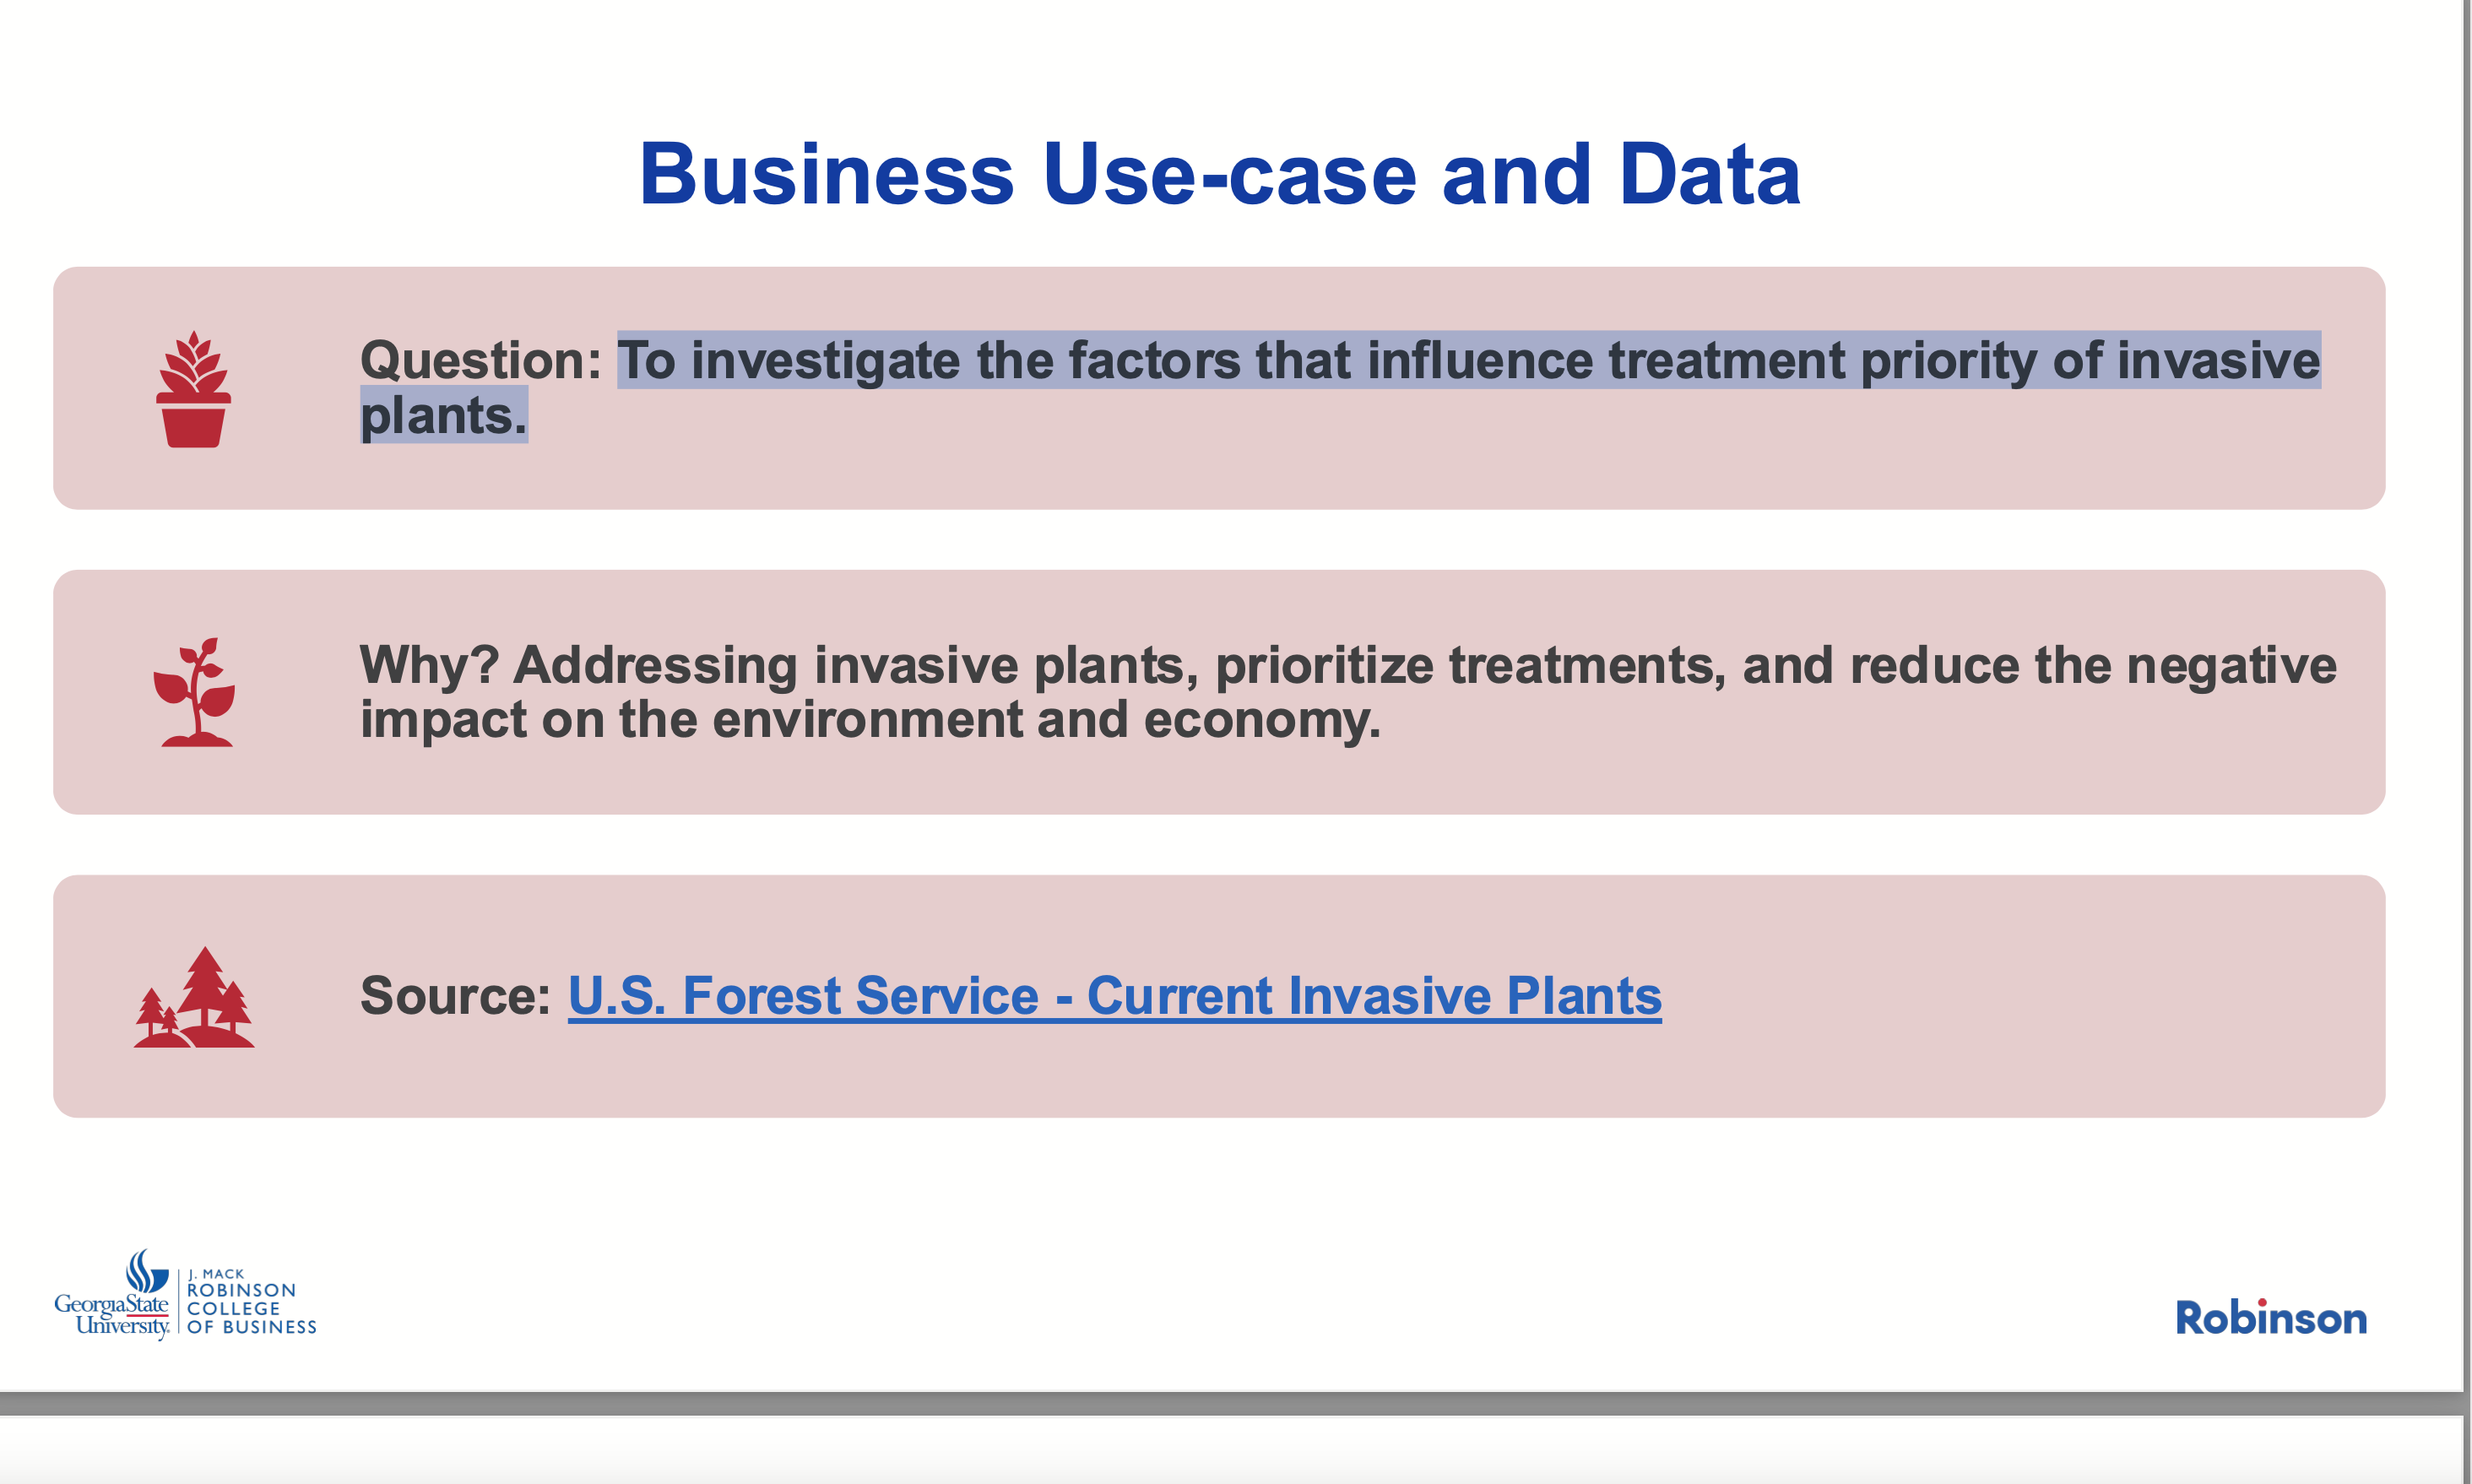 Business Use-case and Data
Question: To investigate the factors that influence treatment priority of invasive
plants.
Why? Addressing invasive plants, prioritize treatments, and reduce the negative
impact on the environment and economy.
Source: U.S. Forest Service - Current Invasive Plants
GeorgiaState
University.
J. MACK
ROBINSON
COLLEGE
OF BUSINESS
Robinson